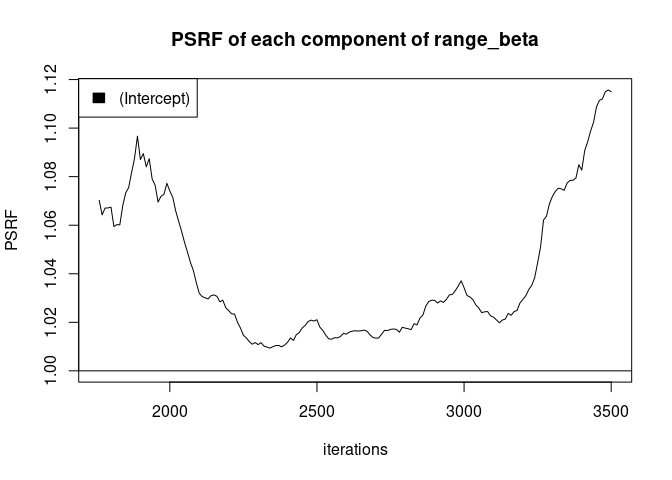 PSRF of each component of range_beta
(Intercept)
PSRF
1.12
1.10
1.08
1.06
1.04
1.02
1.00
2000 2500 3000 3500
iterations